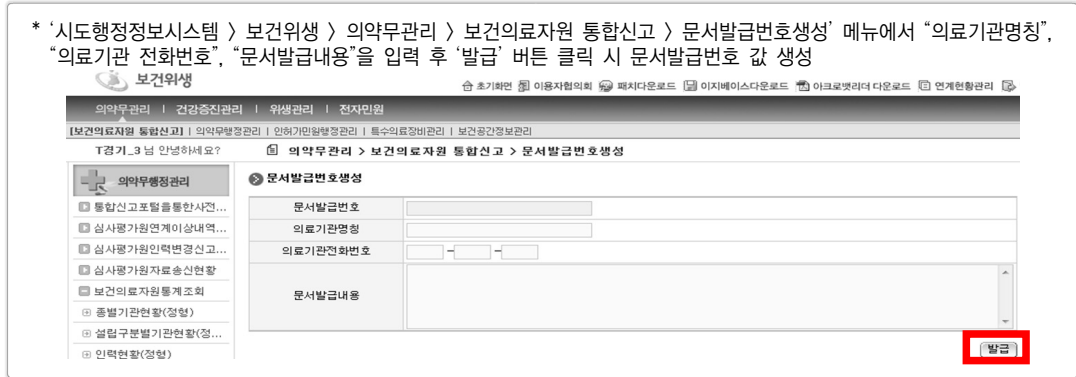 * ‘시도행정정보시스템 > 보건위생 > 의약무관리 > 보건의료자원 통합신고 > 문서발급번호생성’ 메뉴에서 “의료기관명칭”,
“의료기관 전화번호”, “문서발급내용”을 입력 후 ‘발급’ 버튼 클릭 시 문서발급번호 값 생성
보건위생
초기화면 이용자협의회 패치다운로드 이지베이스다운로드 아크로뱃리더 다운로드 연계현황관리
의약무관리 | 건강증진관리 | 위생관리 | 전자민원
[보건의료자원 통합신고] | 의약무행정관리 | 인허가민원행정관리 | 특수의료장비관리 | 보건공간정보관리
T경기_3 님 안녕하세요?
의약무관리 > 보건의료자원 통합신고 > 문서발급번호생성
의약무행정관리
문서발급번호생성
통합신고포털을통한사전...
문서발급번호
심사평가원연계이상내역...
의료기관명칭
심사평가원인력변경신고...
의료기관전화번호 - -
심사평가원자료송신현황
보건의료자원통계조회
문서발급내용
종별기관현황(정형)
설립구분별기관현황(정...
인력현황(정형)
발급